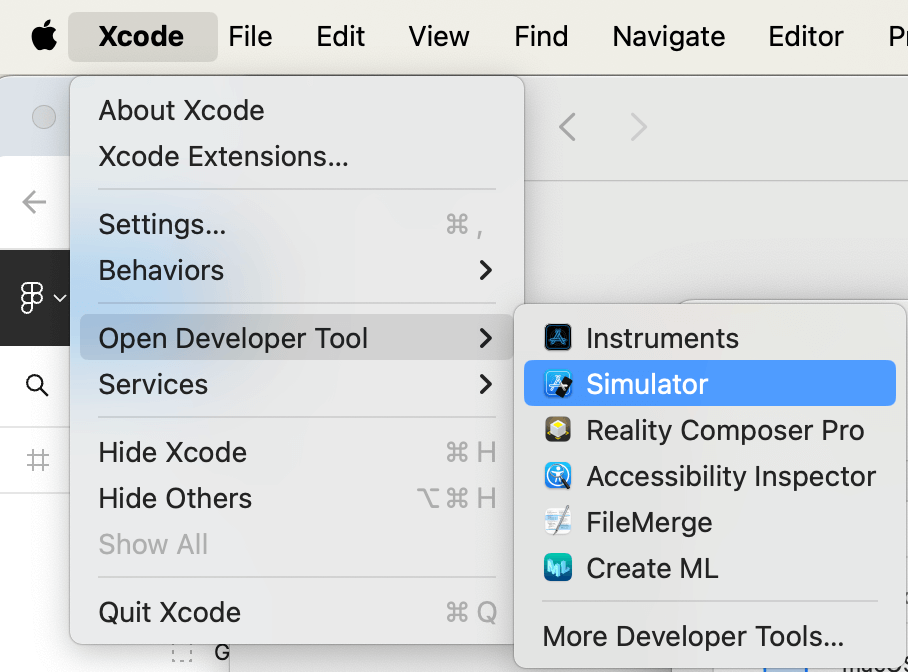 Xcode File Edit View Find Navigate Editor
About Xcode
Xcode Extensions...
Settings... ⌘ ,
Behaviors
Open Developer Tool
Services
Hide Xcode ⌘ H
Hide Others ⌥ ⌘ H
Show All
Quit Xcode ⌘ Q
Instruments
Simulator
Reality Composer Pro
Accessibility Inspector
FileMerge
Create ML
More Developer Tools...